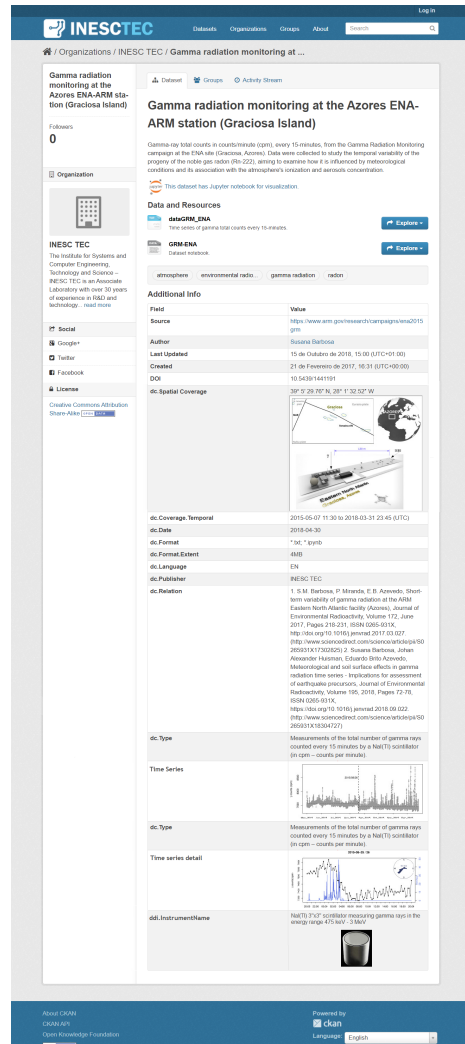 Log in
INESCTEC
Datasets Organizations Groups About Search
/ Organizations / INESC TEC / Gamma radiation monitoring at ...
Gamma radiation
monitoring at the
Azores ENA-ARM sta-
tion (Graciosa Island)
Followers
0
Organization
INESC TEC
The Institute for Systems and
Computer Engineering,
Technology and Science –
INESC TEC is an Associate
Laboratory with over 30 years
of experience in R&D and
technology... read more
Social
Google+
Twitter
Facebook
License
Creative Commons Attribution
Share-Alike
Dataset Groups Activity Stream
Gamma radiation monitoring at the Azores ENA-
ARM station (Graciosa Island)
Gamma-ray total counts in counts/minute (cpm), every 15-minutes, from the Gamma Radiation Monitoring
campaign at the ENA site (Graciosa, Azores). Data were collected to study the temporal variability of the
progeny of the noble gas radon (Rn-222), aiming to examine how it is influenced by meteorological
conditions and its association with the atmosphere's ionization and aerosols concentration.
This dataset has Jupyter notebook for visualization
Data and Resources
dataGRM_ENA
Time series of gamma total counts every 15-minutes.
Explore
GRM-ENA
Dataset notebook.
Explore
atmosphere environmental radio... gamma radiation radon
Additional Info
Field Value
Source https://www.arm.gov/research/campaigns/ena2015
grm
Author Susana Barbosa
Last Updated 15 de Outubro de 2018, 15:00 (UTC+01:00)
Created 21 de Fevereiro de 2017, 16:31 (UTC+00:00)
DOI 10.5439/1441191
dc.Spatial Coverage 39° 5' 29.76" N, 28° 1' 32.52" W
Graciosa
Eastern North Atlantic
Graciosa, Azores
dc.Coverage.Temporal 2015-05-07 11:30 to 2018-03-31 23:45 (UTC)
dc.Date 2018-04-30
dc.Format *.txt; *.ipynb
dc.Format.Extent 4MB
dc.Language EN
dc.Publisher INESC TEC
dc.Relation 1. S.M. Barbosa, P. Miranda, E.B. Azevedo, Short-
term variability of gamma radiation at the ARM
Eastern North Atlantic facility (Azores), Journal of
Environmental Radioactivity, Volume 172, June
2017, Pages 218-231, ISSN 0265-931X,
http://doi.org/10.1016/j.jenvrad.2017.03.027.
(http://www.sciencedirect.com/science/article/pii/S0
265931X17302825) 2. Susana Barbosa, Johan
Alexander Huisman, Eduardo Brito Azevedo,
Meteorological and soil surface effects in gamma
radiation time series - Implications for assessment
of earthquake precursors, Journal of Environmental
Radioactivity, Volume 195, 2018, Pages 72-78,
ISSN 0265-931X,
https://doi.org/10.1016/j.jenvrad.2018.09.022.
(http://www.sciencedirect.com/science/article/pii/S0
265931X18304727)
dc.Type Measurements of the total number of gamma rays
counted every 15 minutes by a NaI(Tl) scintillator
(in cpm – counts per minute).
Time Series
dc.Type Measurements of the total number of gamma rays
counted every 15 minutes by a NaI(Tl) scintillator
(in cpm – counts per minute).
Time series detail
ddi.InstrumentName NaI(Tl) 3"x3" scintillator measuring gamma rays in the
energy range 475 keV - 3 MeV
About CKAN
CKAN API
Open Knowledge Foundation
Powered by
ckan
Language: English